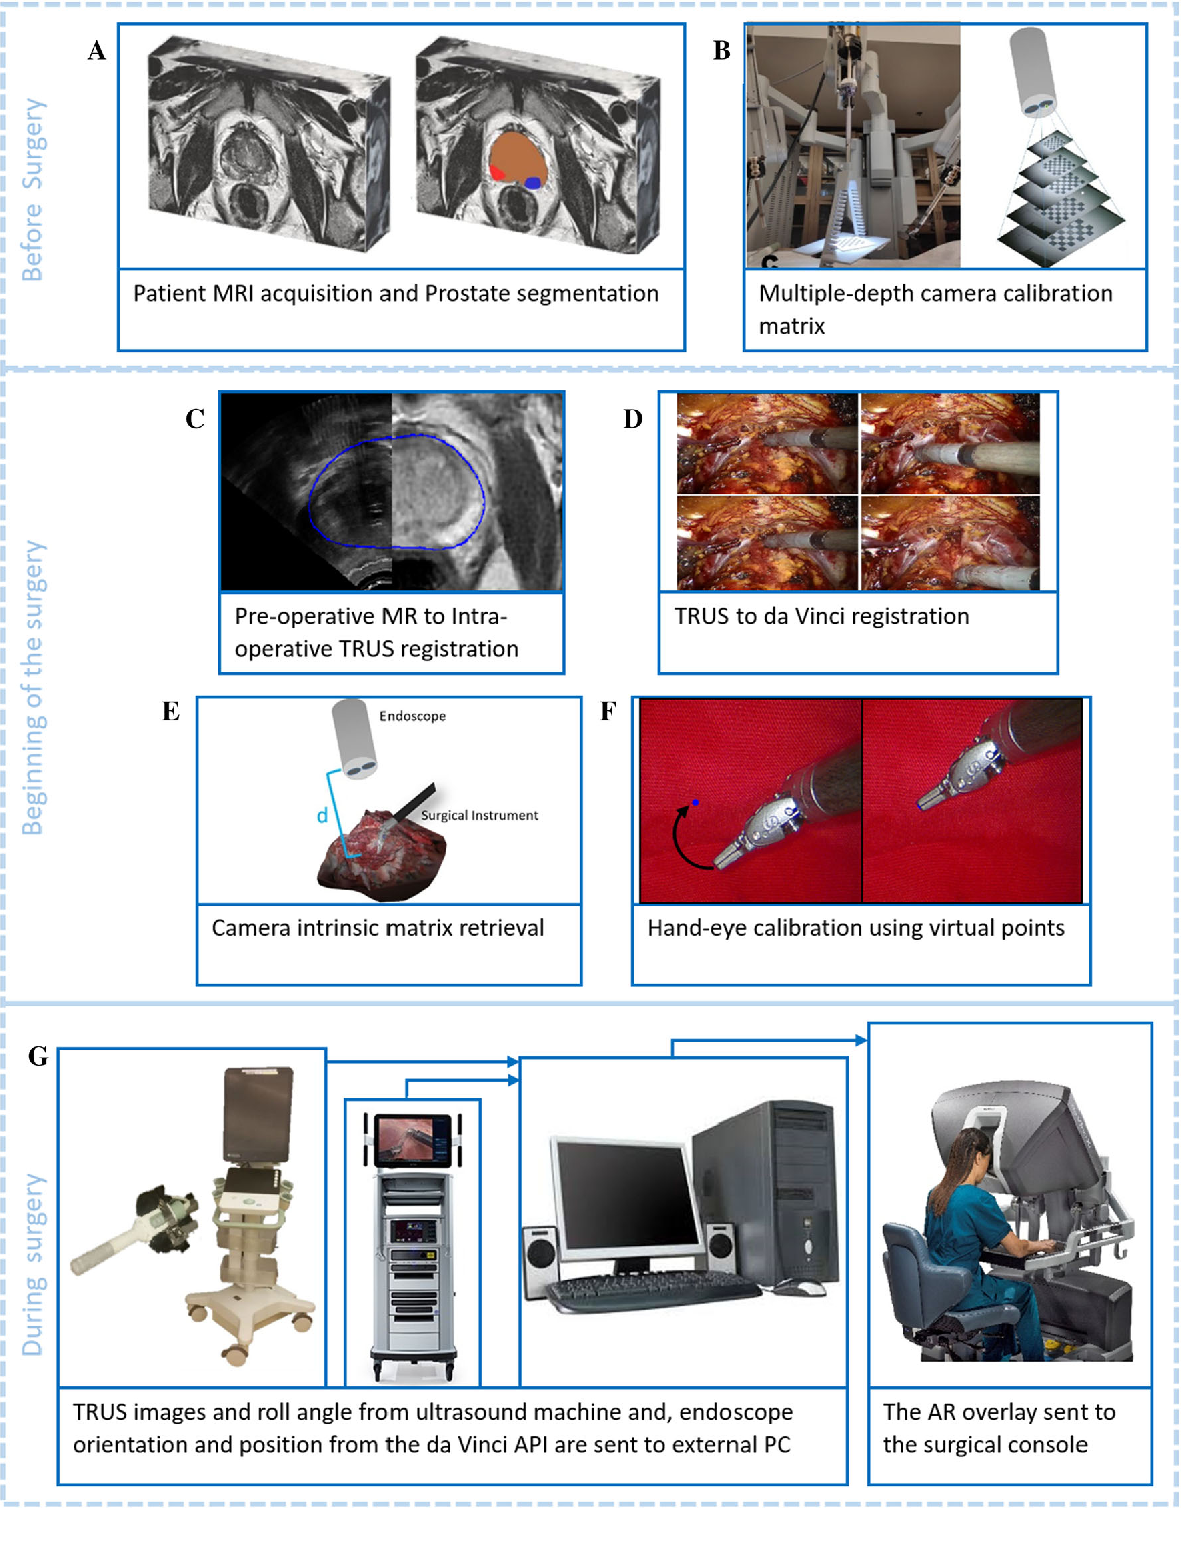 Before Surgery
A
B
C
Patient MRI acquisition and Prostate segmentation
Multiple-depth camera calibration
matrix
Beginning of the surgery
C
D
Pre-operative MR to Intra-
operative TRUS registration
TRUS to da Vinci registration
E
Endoscope
d
Surgical Instrument
F
Camera intrinsic matrix retrieval
Hand-eye calibration using virtual points
During surgery
G
TRUS images and roll angle from ultrasound machine and, endoscope
orientation and position from the da Vinci API are sent to external PC
The AR overlay sent to
the surgical console